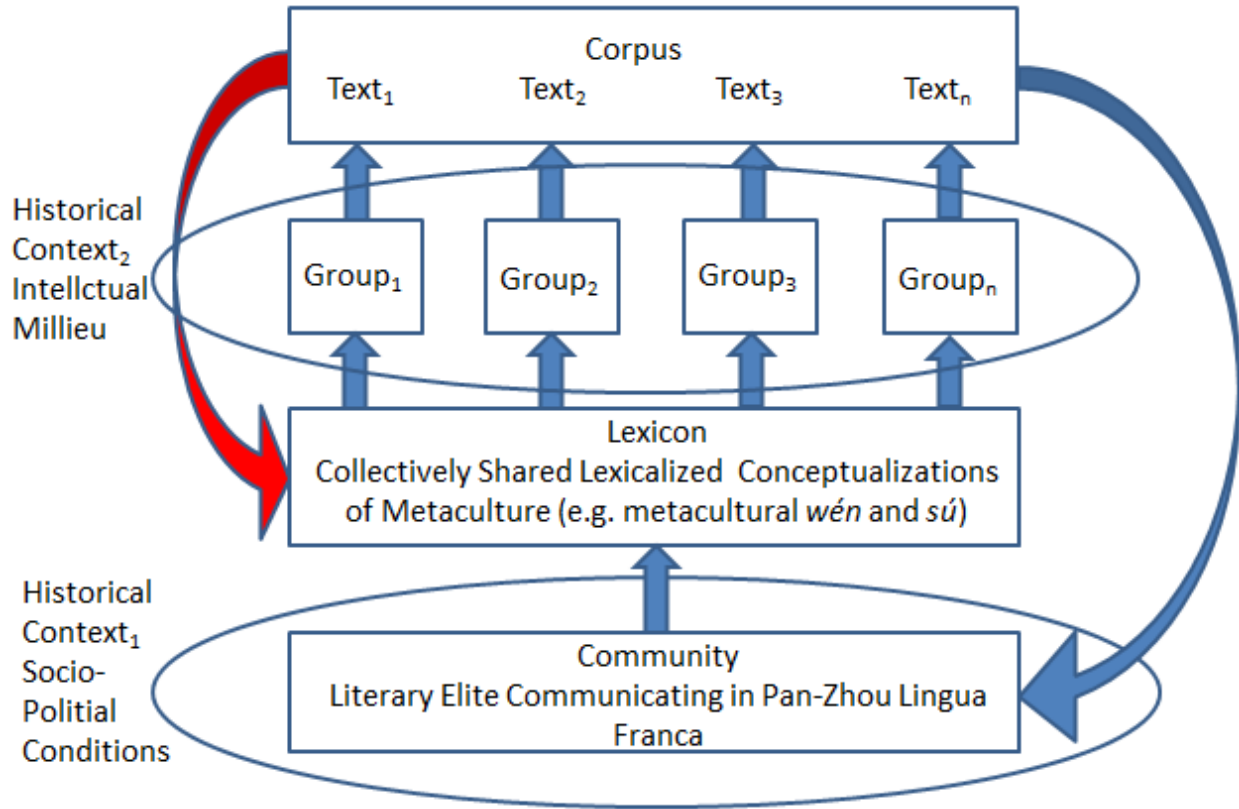 Corpus
Text₁ Text₂ Text₃ Textₙ
Historical
Context₂
Intellctual
Millieu
Group₁ Group₂ Group₃ Groupₙ
Lexicon
Collectively Shared Lexicalized Conceptualizations
of Metaculture (e.g. metacultural wén and sú)
Historical
Context₁
Socio-
Politial
Conditions
Community
Literary Elite Communicating in Pan-Zhou Lingua
Franca